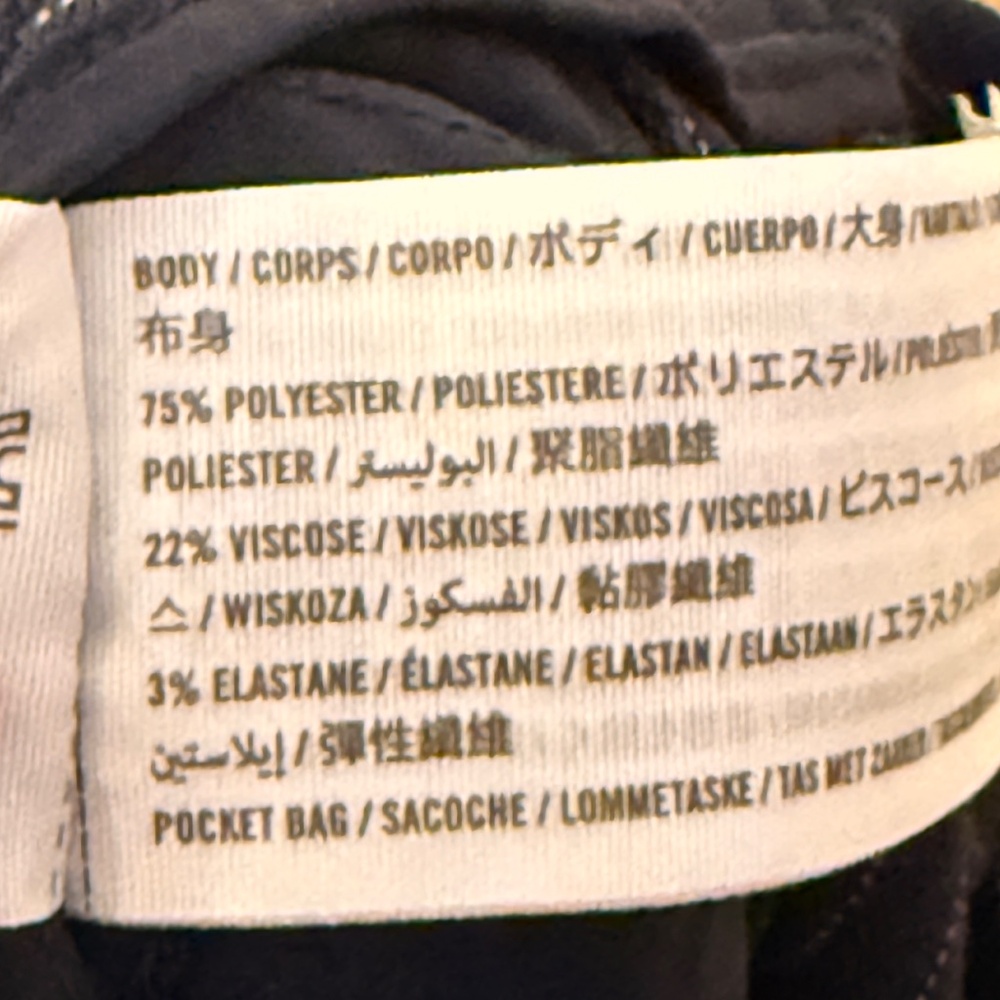 BODY / CORPS / CORPO / ボディ / CUERPO / 大身 /
布身
75% POLYESTER / POLIESTERE / ポリエステル /
POLIESTER / البوليستر / 聚脂纖維
22% VISCOSE / VISKOSE / VISKOS / VISCOSA / ビスコース /
스 / WISKOZA / الفسكوز / 黏膠纖維
3% ELASTANE / ÉLASTANE / ELASTAN / ELASTAAN / エラスタン
إيلاستين / 彈性纖維
POCKET BAG / SACOCHE / LOMMETASKE / TAS MET